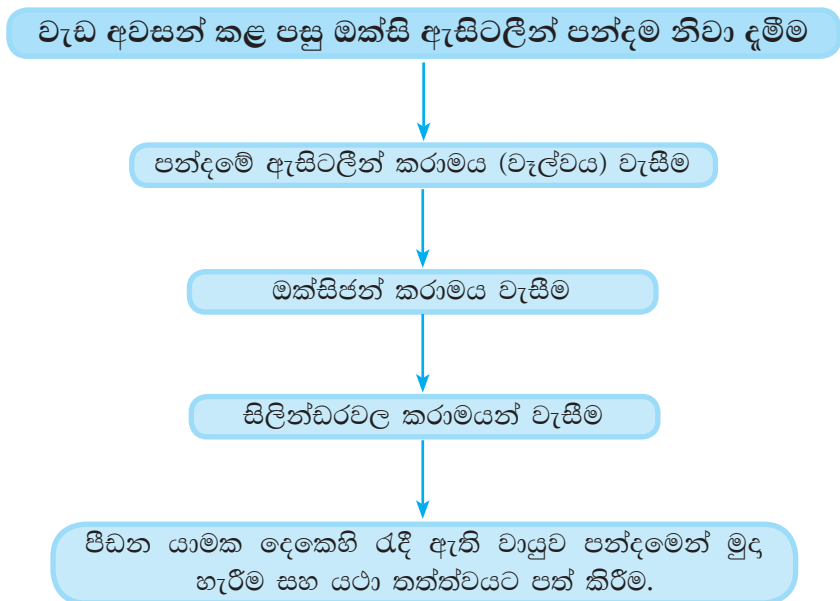 වැඩ අවසන් කළ පසු ඔක්සි ඇසිටලීන් පන්දම නිවා දැමීම
පන්දමේ ඇසිටලීන් කරාමය (වෑල්වය) වැසීම
ඔක්සිජන් කරාමය වැසීම
සිලින්ඩරවල කරාමයන් වැසීම
පීඩන යාමක දෙකෙහි රැදී ඇති වායුව පන්දමෙන් මුදා
හැරීම සහ යථා තත්ත්වයට පත් කිරීම.